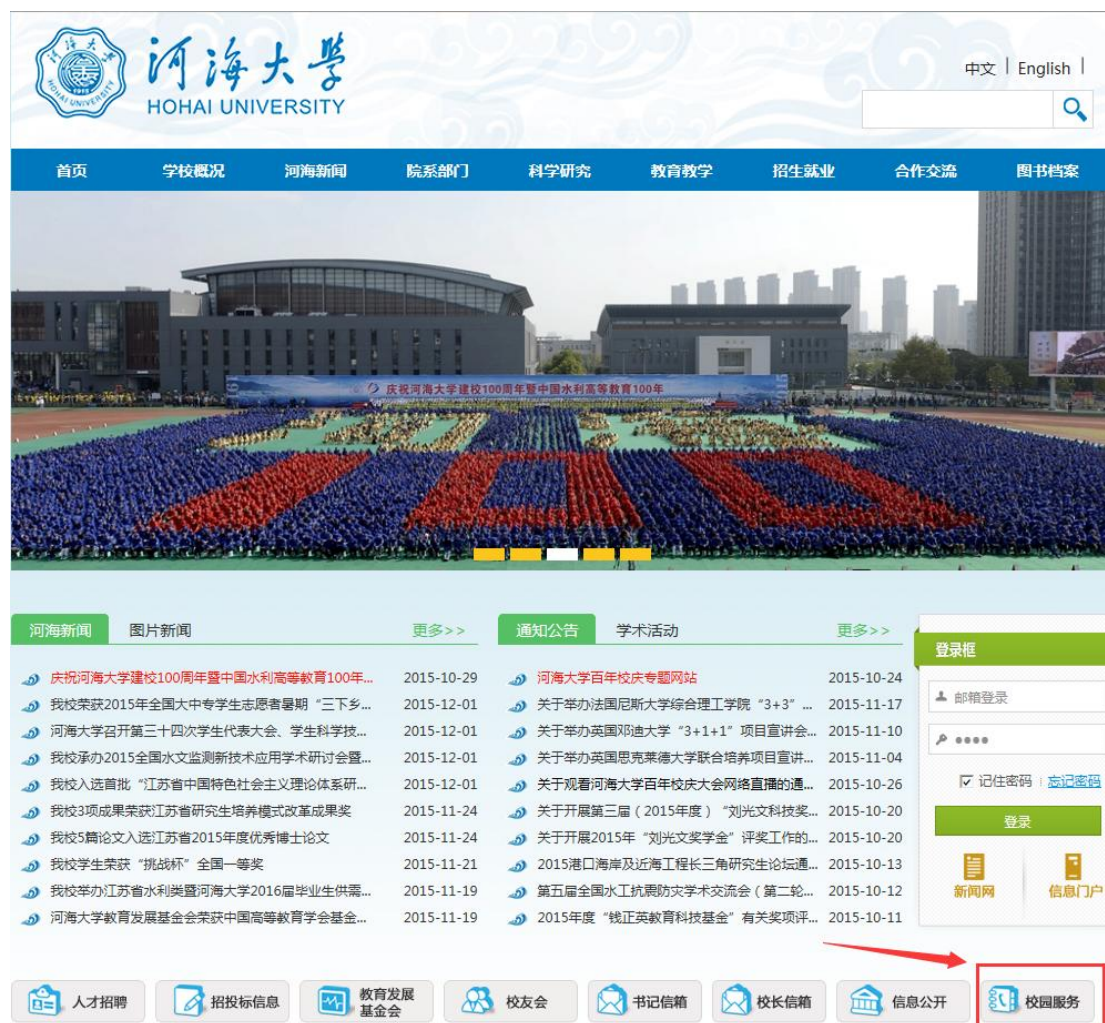 河海大學
HOHAI UNIVERSITY
中文 | English |
首页 学校概况 河海新闻 院系部门 科学研究 教育教学 招生就业 合作交流 图书档案
庆祝河海大学建校100周年暨中国水利高等教育100年
100
河海新闻 图片新闻 更多>>
庆祝河海大学建校100周年暨中国水利高等教育100年... 2015-10-29
我校荣获2015年全国大中专学生志愿者暑期“三下乡... 2015-12-01
河海大学召开第三十四次学生代表大会、学生科学技... 2015-12-01
我校承办2015全国水文监测新技术应用学术研讨会暨... 2015-12-01
我校入选首批“江苏省中国特色社会主义理论体系研... 2015-12-01
我校3项成果荣获江苏省研究生培养模式改革成果奖 2015-11-24
我校5篇论文入选江苏省2015年度优秀博士论文 2015-11-24
我校学生荣获“挑战杯”全国一等奖 2015-11-21
我校举办江苏省水利类暨河海大学2016届毕业生供需... 2015-11-19
河海大学教育发展基金会荣获中国高等教育学会基金... 2015-11-19
通知公告 学术活动 更多>>
河海大学百年校庆专题网站 2015-10-24
关于举办法国尼斯大学综合理工学院“3+3”... 2015-11-17
关于举办英国邓迪大学“3+1+1”项目宣讲会... 2015-11-10
关于举办英国思克莱德大学联合培养项目宣讲... 2015-11-04
关于观看河海大学百年校庆大会网络直播的通... 2015-10-26
关于开展第三届（2015年度）“刘光文科技奖... 2015-10-20
关于开展2015年“刘光文奖学金”评奖工作的... 2015-10-20
2015港口海岸及近海工程长三角研究生论坛通... 2015-10-13
第五届全国水工抗震防灾学术交流会（第二轮... 2015-10-12
2015年度“钱正英教育科技基金”有关奖项评... 2015-10-11
登录框
邮箱登录
记住密码 | 忘记密码
登录
新闻网 信息门户
人才招聘 招投标信息 教育发展基金会 校友会 书记信箱 校长信箱 信息公开 校园服务